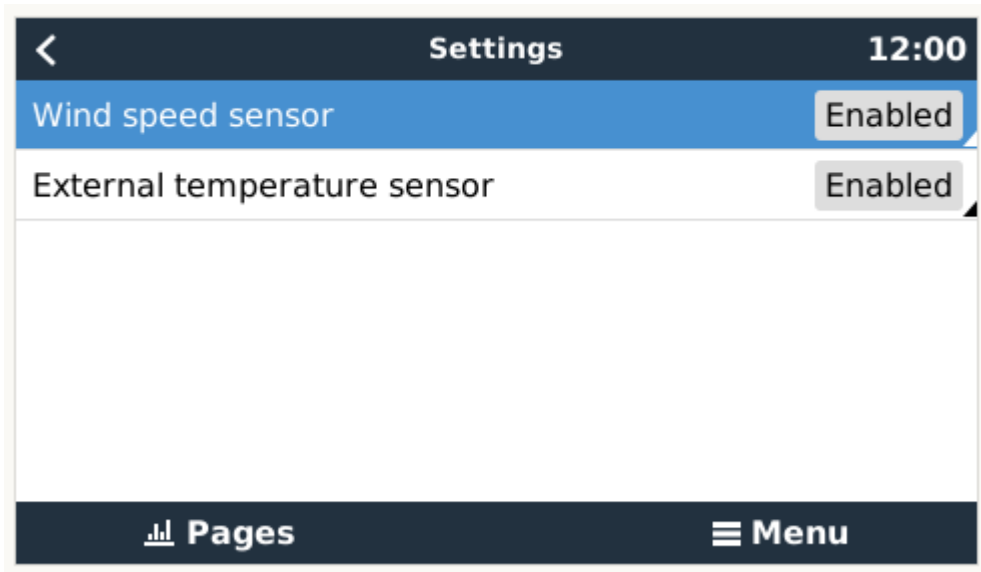 Settings 12:00
Wind speed sensor Enabled
External temperature sensor Enabled
Pages Menu